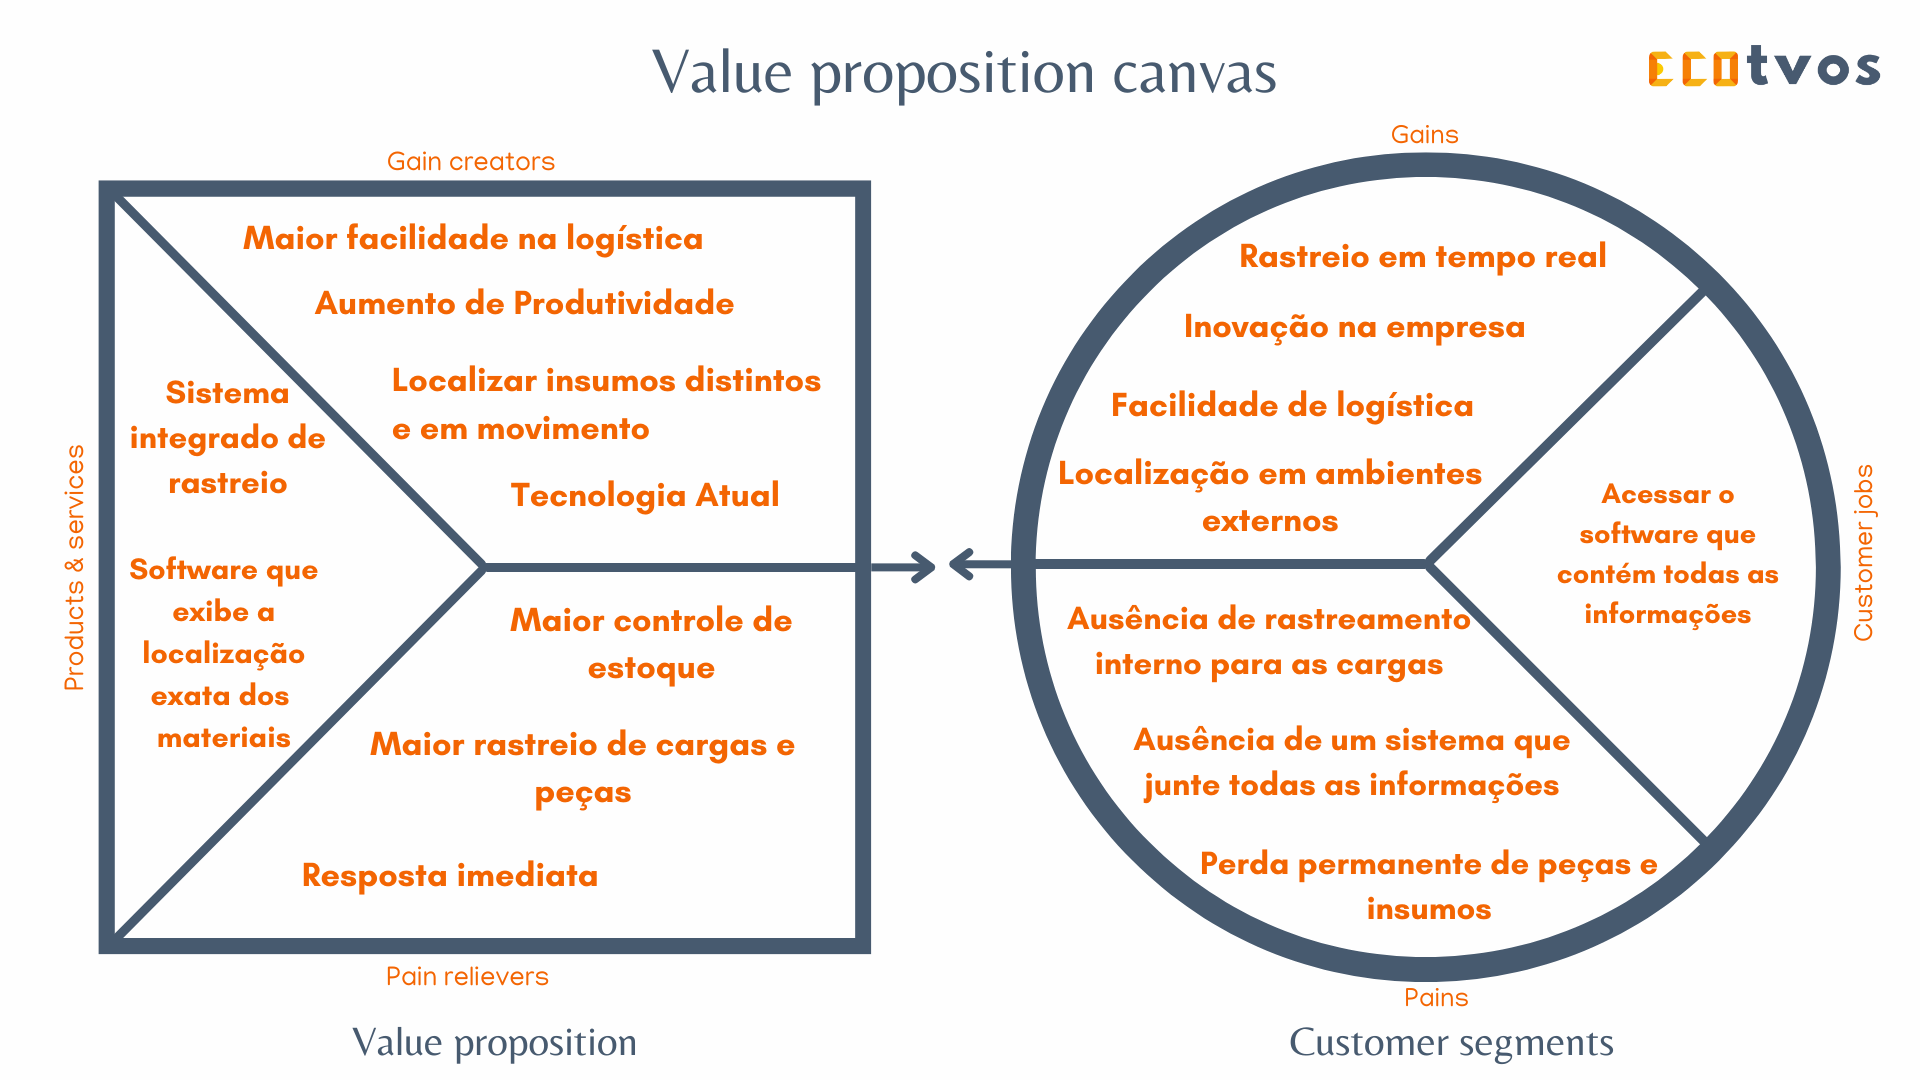 Value proposition canvas
ECOtvos
Gain creators
Maior facilidade na logística
Aumento de Produtividade
Localizar insumos distintos
e em movimento
Tecnologia Atual
Products & services
Sistema
integrado de
rastreio
Software que
exibe a
localização
exata dos
materiais
Maior controle de
estoque
Maior rastreio de cargas e
peças
Resposta imediata
Pain relievers
Value proposition
Gains
Rastreio em tempo real
Inovação na empresa
Facilidade de logística
Localização em ambientes
externos
Acessar o
software que
contém todas as
informações
Customer jobs
Ausência de rastreamento
interno para as cargas
Ausência de um sistema que
junte todas as informações
Perda permanente de peças e
insumos
Pains
Customer segments